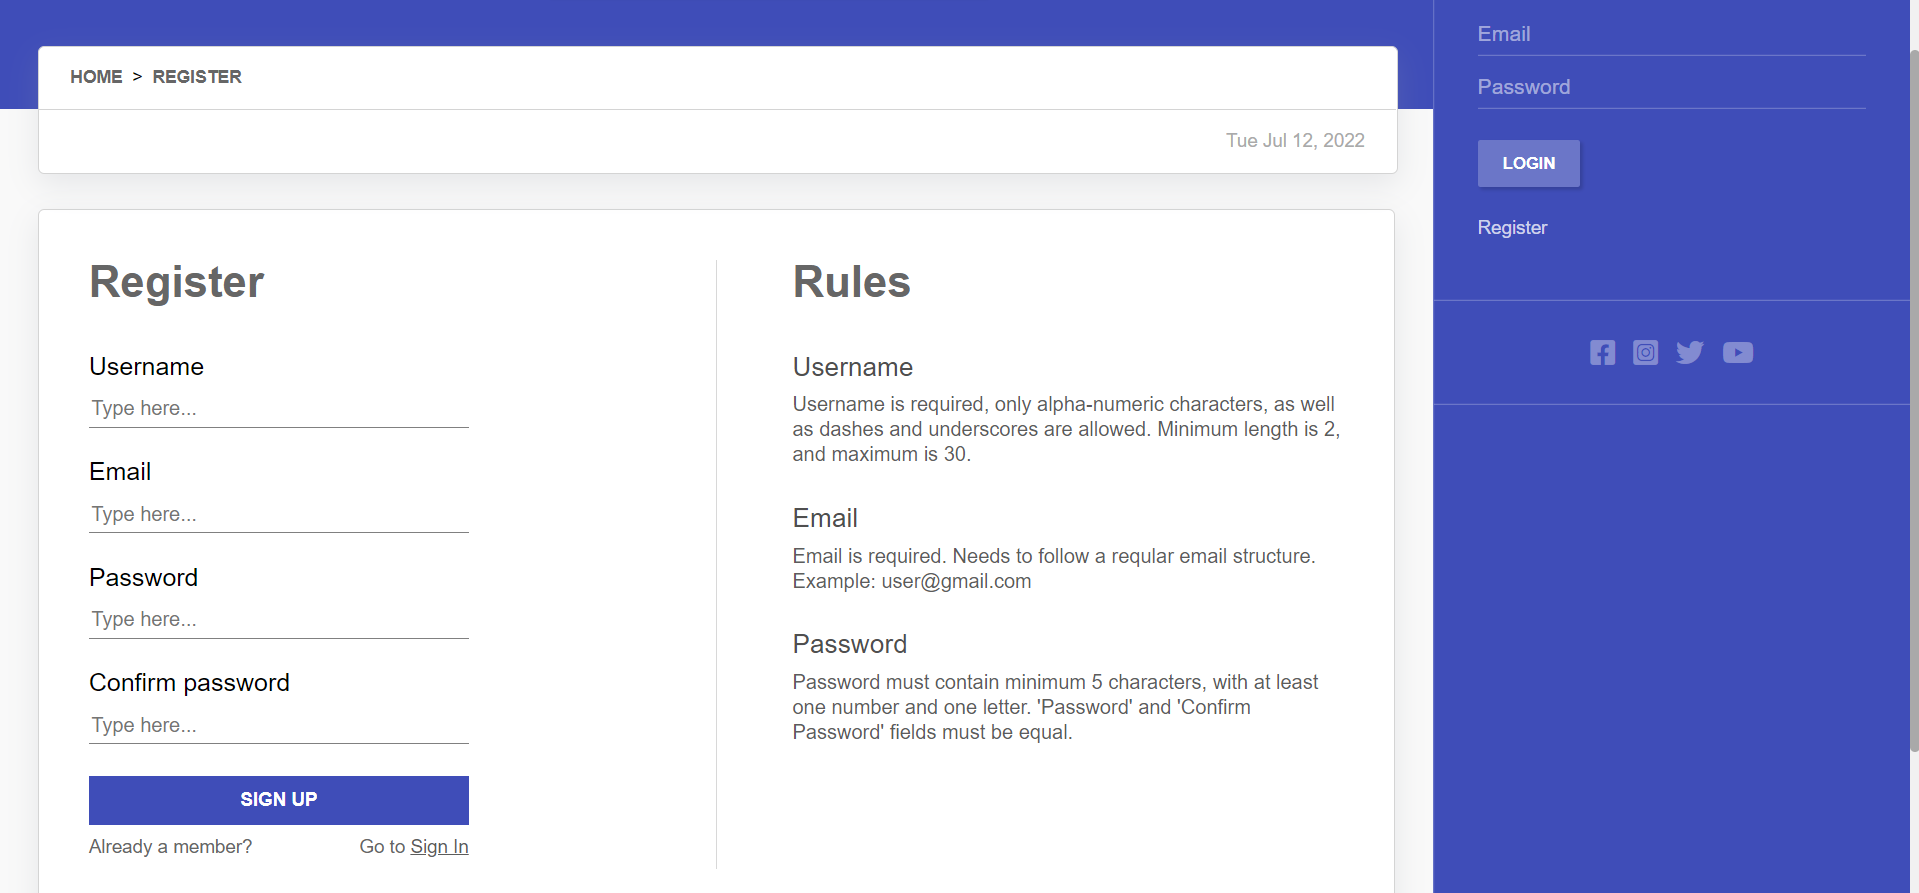 HOME > REGISTER
Tue Jul 12, 2022
Register
Username
Type here...
Email
Type here...
Password
Type here...
Confirm password
Type here...
SIGN UP
Already a member? Go to Sign In
Rules
Username
Username is required, only alpha-numeric characters, as well
as dashes and underscores are allowed. Minimum length is 2,
and maximum is 30.
Email
Email is required. Needs to follow a reqular email structure.
Example: user@gmail.com
Password
Password must contain minimum 5 characters, with at least
one number and one letter. 'Password' and 'Confirm
Password' fields must be equal.
Email
Password
LOGIN
Register